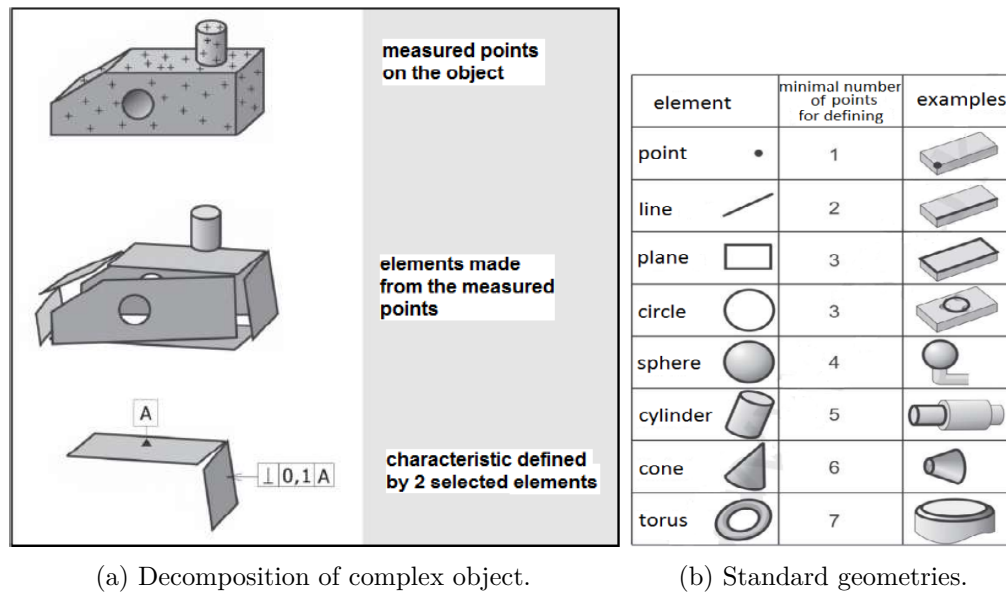 measured points
on the object
elements made
from the measured
points
A
⊥ 0,1 A
characteristic defined
by 2 selected elements
(a) Decomposition of complex object.
element minimal number of points for defining examples
point 1
line 2
plane 3
circle 3
sphere 4
cylinder 5
cone 6
torus 7
(b) Standard geometries.